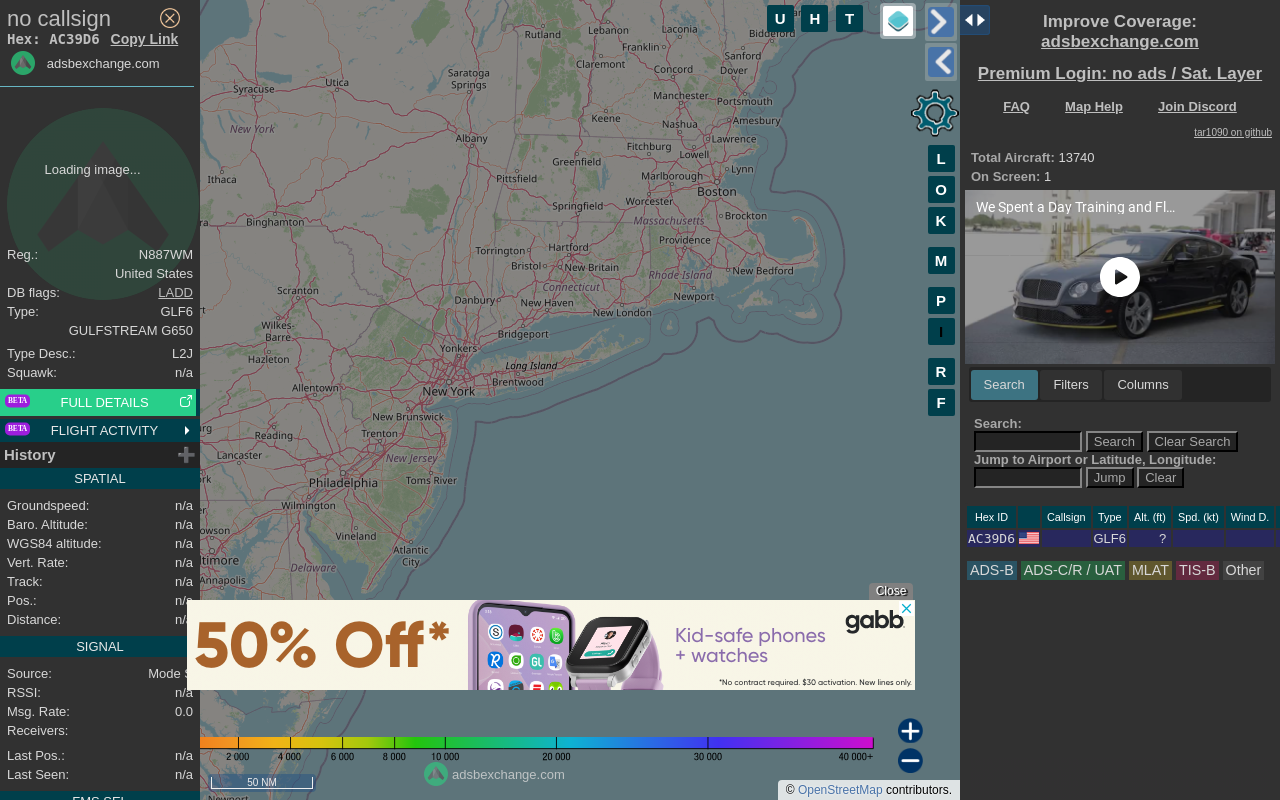 no callsign
Hex: AC39D6 Copy Link
adsbexchange.com
Loading image...
Reg.: N887WM
United States
DB flags: LADD
Type: GLF6
GULFSTREAM G650
Type Desc.: L2J
Squawk: n/a
BETA FULL DETAILS
BETA FLIGHT ACTIVITY
History
SPATIAL
Groundspeed: n/a
Baro. Altitude: n/a
WGS84 altitude: n/a
Vert. Rate: n/a
Track: n/a
Pos.: n/a
Distance: n/a
SIGNAL
Source: Mode S
RSSI: n/a
Msg. Rate: 0.0
Receivers:
Last Pos.: n/a
Last Seen: n/a
FMS SEL
U H T
L
O
K
M
P
I
R
F
Rutland
Lebanon
Laconia
Biddeford
Franklin
Sanford
Claremont
Concord
Dover
Saratoga
Springs
Utica
Syracuse
Manchester
Portsmouth
Keene
Nashua
Amesbury
New York
Albany
Lawrence
Fitchburg
Lowell
Greenfield
Lynn
Marlborough
Pittsfield
Ithaca
Boston
Worcester
Springfield
Brockton
Binghamton
Massachusetts
Hartford
Providence
Torrington
Bristol
New Britain
New Bedford
Rhode Island
Connecticut
Scranton
Danbury
New Haven
Newport
New London
Wilkes-
Barre
Bridgeport
Yonkers
Hazleton
Long Island
Brentwood
Allentown
New York
New Brunswick
Reading
Trenton
Lancaster
New Jersey
Philadelphia
Toms River
Wilmington
Vineland
Atlantic
City
Annapolis
Delaware
Close
50% Off*
Kid-safe phones
+ watches
gabb
*No contract required. $30 activation. New lines only.
2 000 4 000 6 000 8 000 10 000 20 000 30 000 40 000+
adsbexchange.com
50 NM
© OpenStreetMap contributors.
Improve Coverage:
adsbexchange.com
Premium Login: no ads / Sat. Layer
FAQ Map Help Join Discord
tar1090 on github
Total Aircraft: 13740
On Screen: 1
We Spent a Day Training and Fl...
Search Filters Columns
Search:
Search Clear Search
Jump to Airport or Latitude, Longitude:
Jump Clear
Hex ID Callsign Type Alt. (ft) Spd. (kt) Wind D.
AC39D6 GLF6 ?
ADS-B ADS-C/R / UAT MLAT TIS-B Other